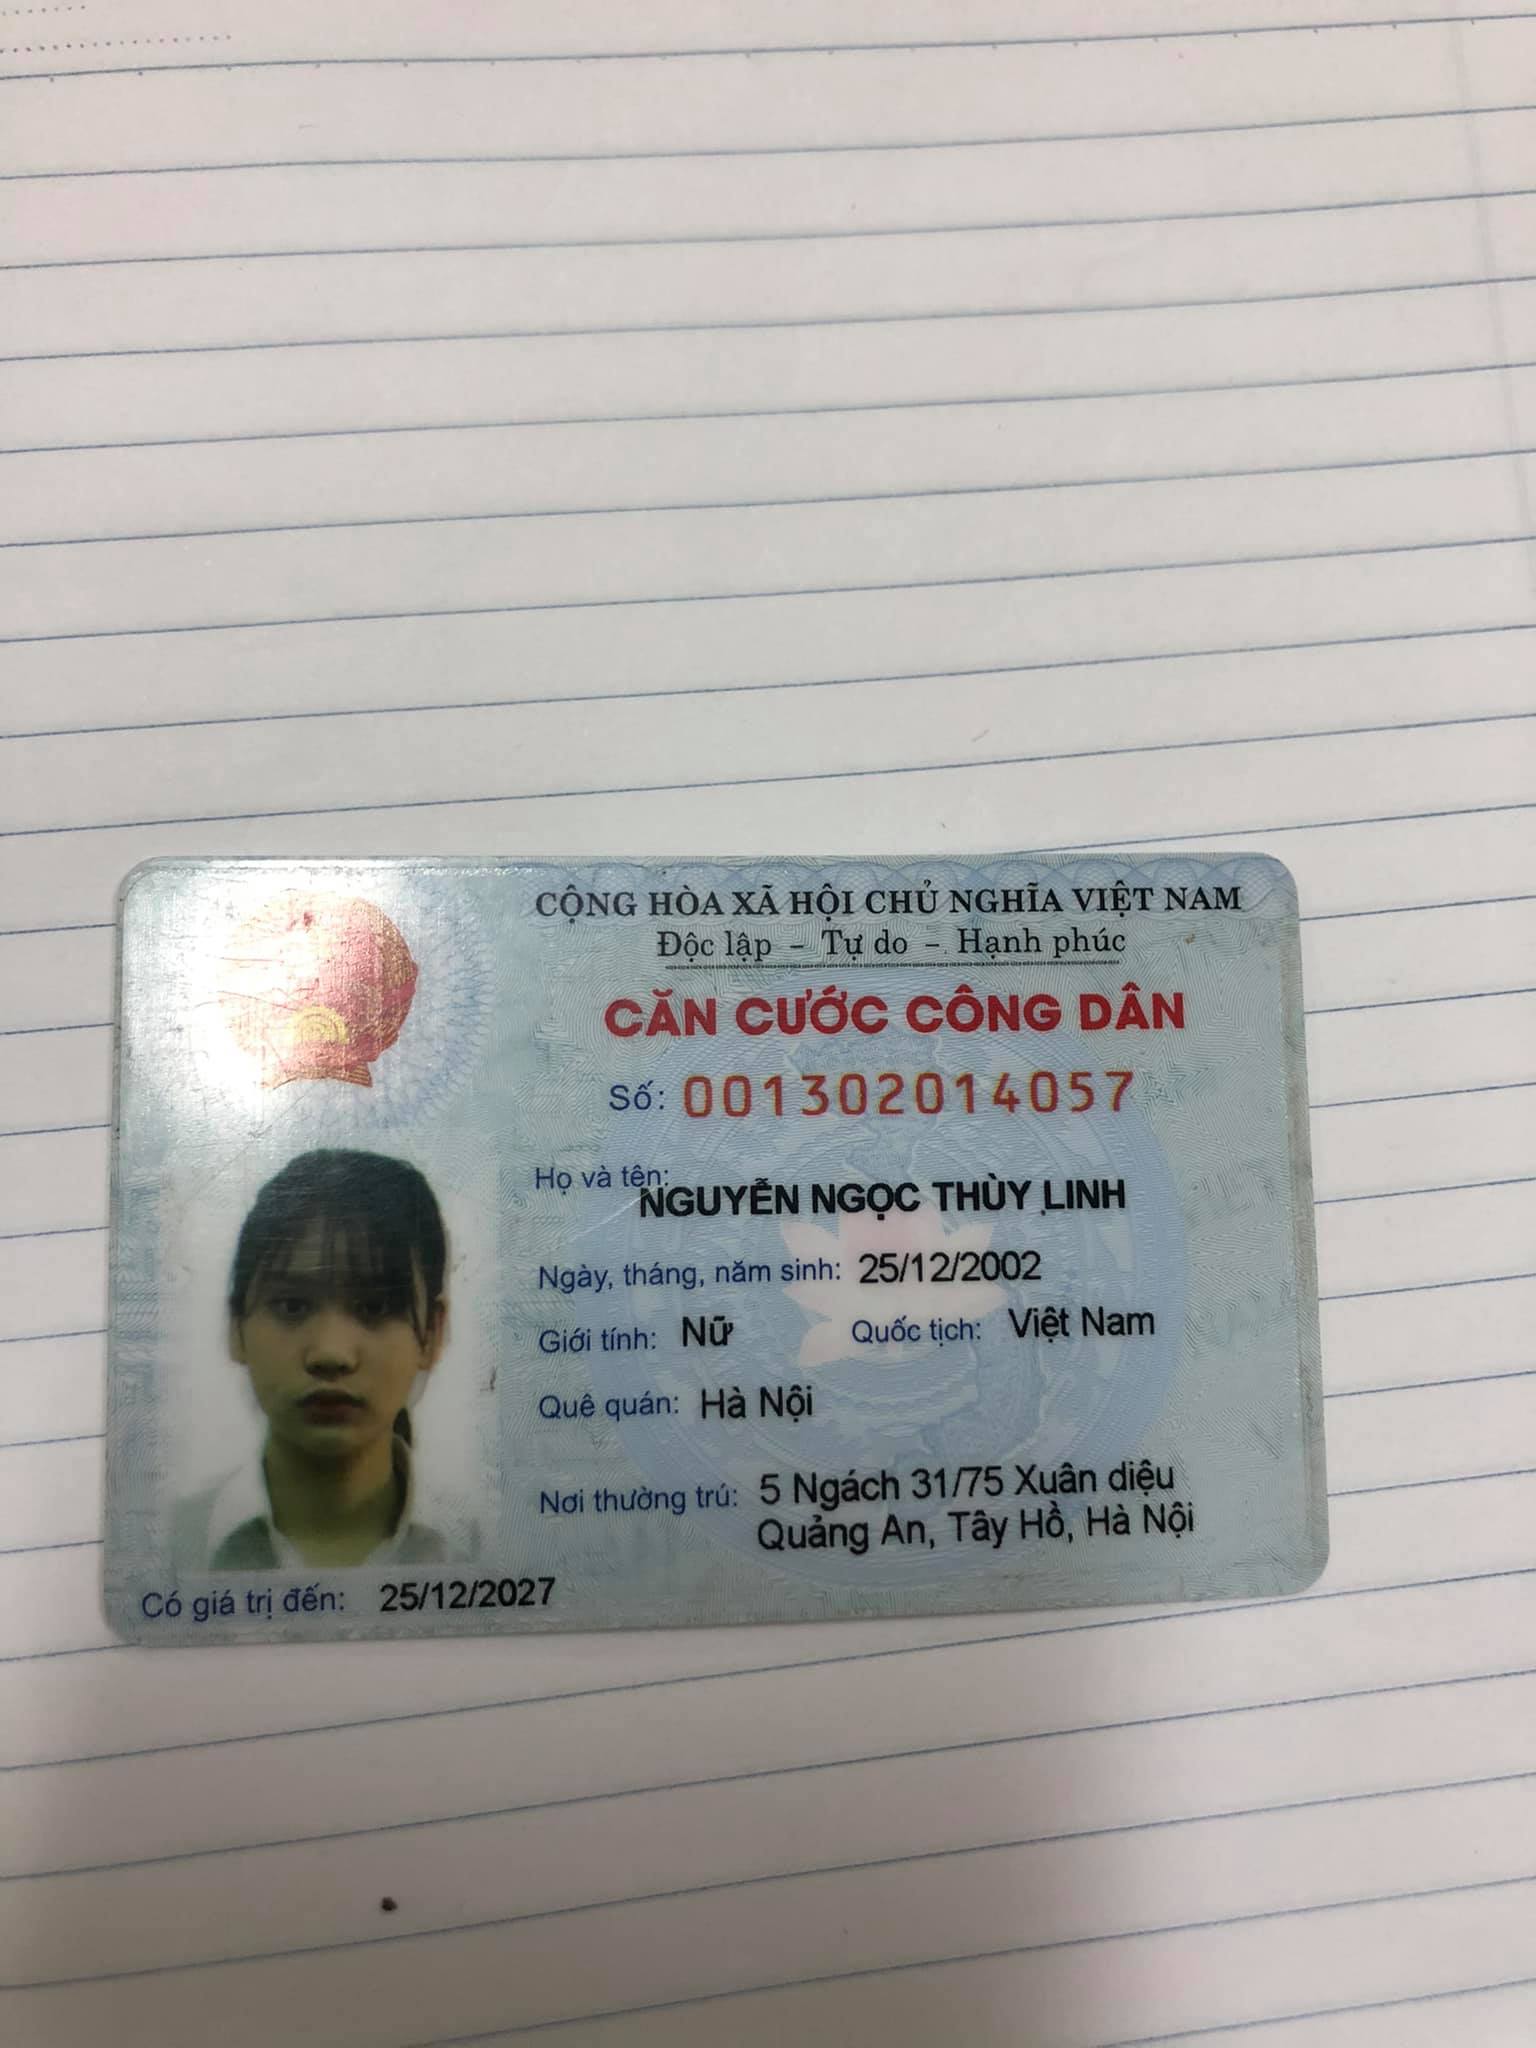 CỘNG HÒA XÃ HỘI CHỦ NGHĨA VIỆT NAM
Độc lập - Tự do - Hạnh phúc
CĂN CƯỚC CÔNG DÂN
Số: 001302014057
Họ và tên: NGUYỄN NGỌC THÙY LINH
Ngày, tháng, năm sinh: 25/12/2002
Giới tính: Nữ Quốc tịch: Việt Nam
Quê quán: Hà Nội
Nơi thường trú: 5 Ngách 31/75 Xuân diệu
Quảng An, Tây Hồ, Hà Nội
Có giá trị đến: 25/12/2027